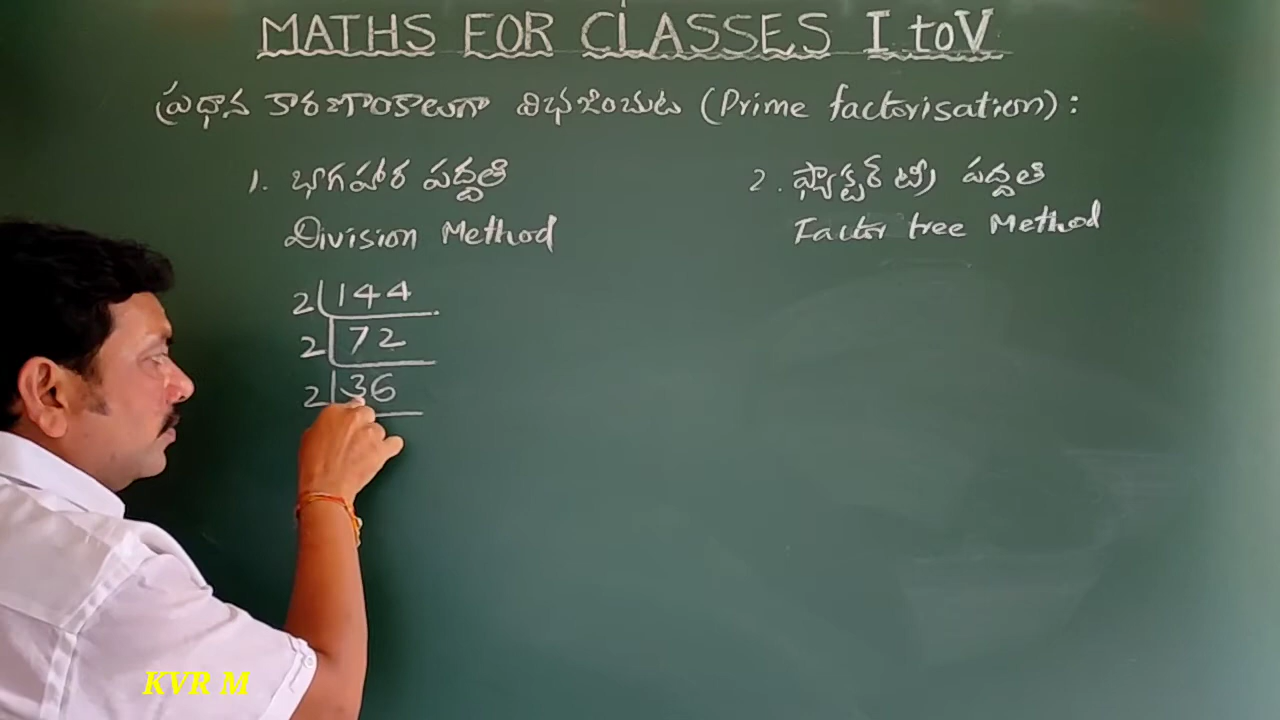 MATHS FOR CLASSES I to V
ప్రధాన కారణాంకాలుగా విభజించుట (Prime factorisation) :
1. భాగహార పద్ధతి
Division Method
2 144
2 72
2 36
2. ఫ్యాక్టర్ ట్రీ పద్ధతి
Factor tree Method
KVR M